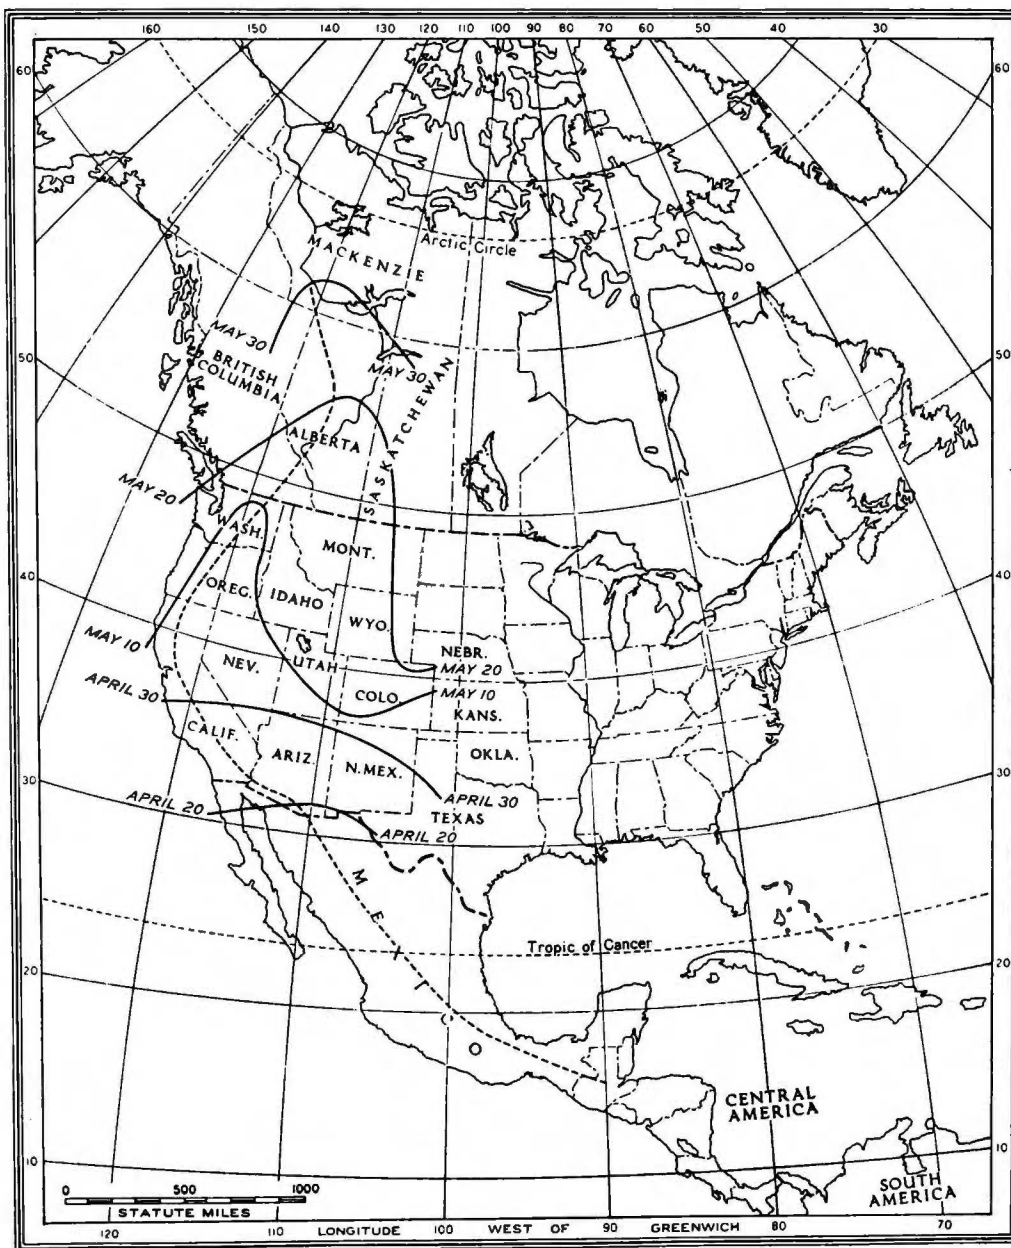 160 150 140 130 120 110 100 90 80 70 60 50 40 30
60 60
Arctic Circle
MACKENZIE
MAY 30
BRITISH
COLUMBIA
MAY 30
50 50
SASKATCHEWAN
ALBERTA
MAY 20
WASH.
MONT.
40 40
OREG. IDAHO
WYO.
MAY 10
NEBR.
UTAH
MAY 20
NEV.
APRIL 30
COLO.
MAY 10
KANS.
CALIF.
ARIZ.
N. MEX.
OKLA.
30 30
APRIL 20
APRIL 30
TEXAS
APRIL 20
MEXICO
Tropic of Cancer
20 20
CENTRAL
AMERICA
10 10
SOUTH
AMERICA
0 500 1000
STATUTE MILES
120 110 LONGITUDE 100 WEST OF 90 GREENWICH 80 70